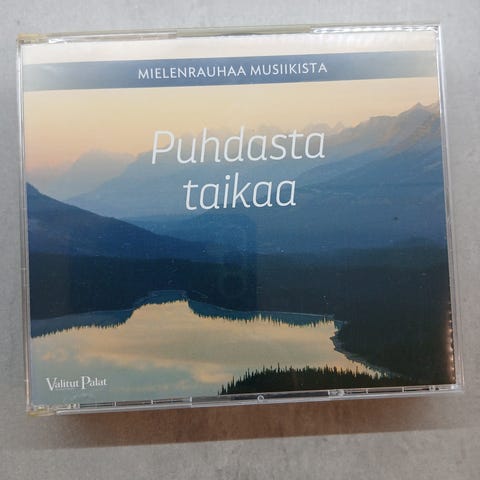 MIELENRAUHAA MUSIIKISTA
Puhdasta
taikaa
Valitut Palat